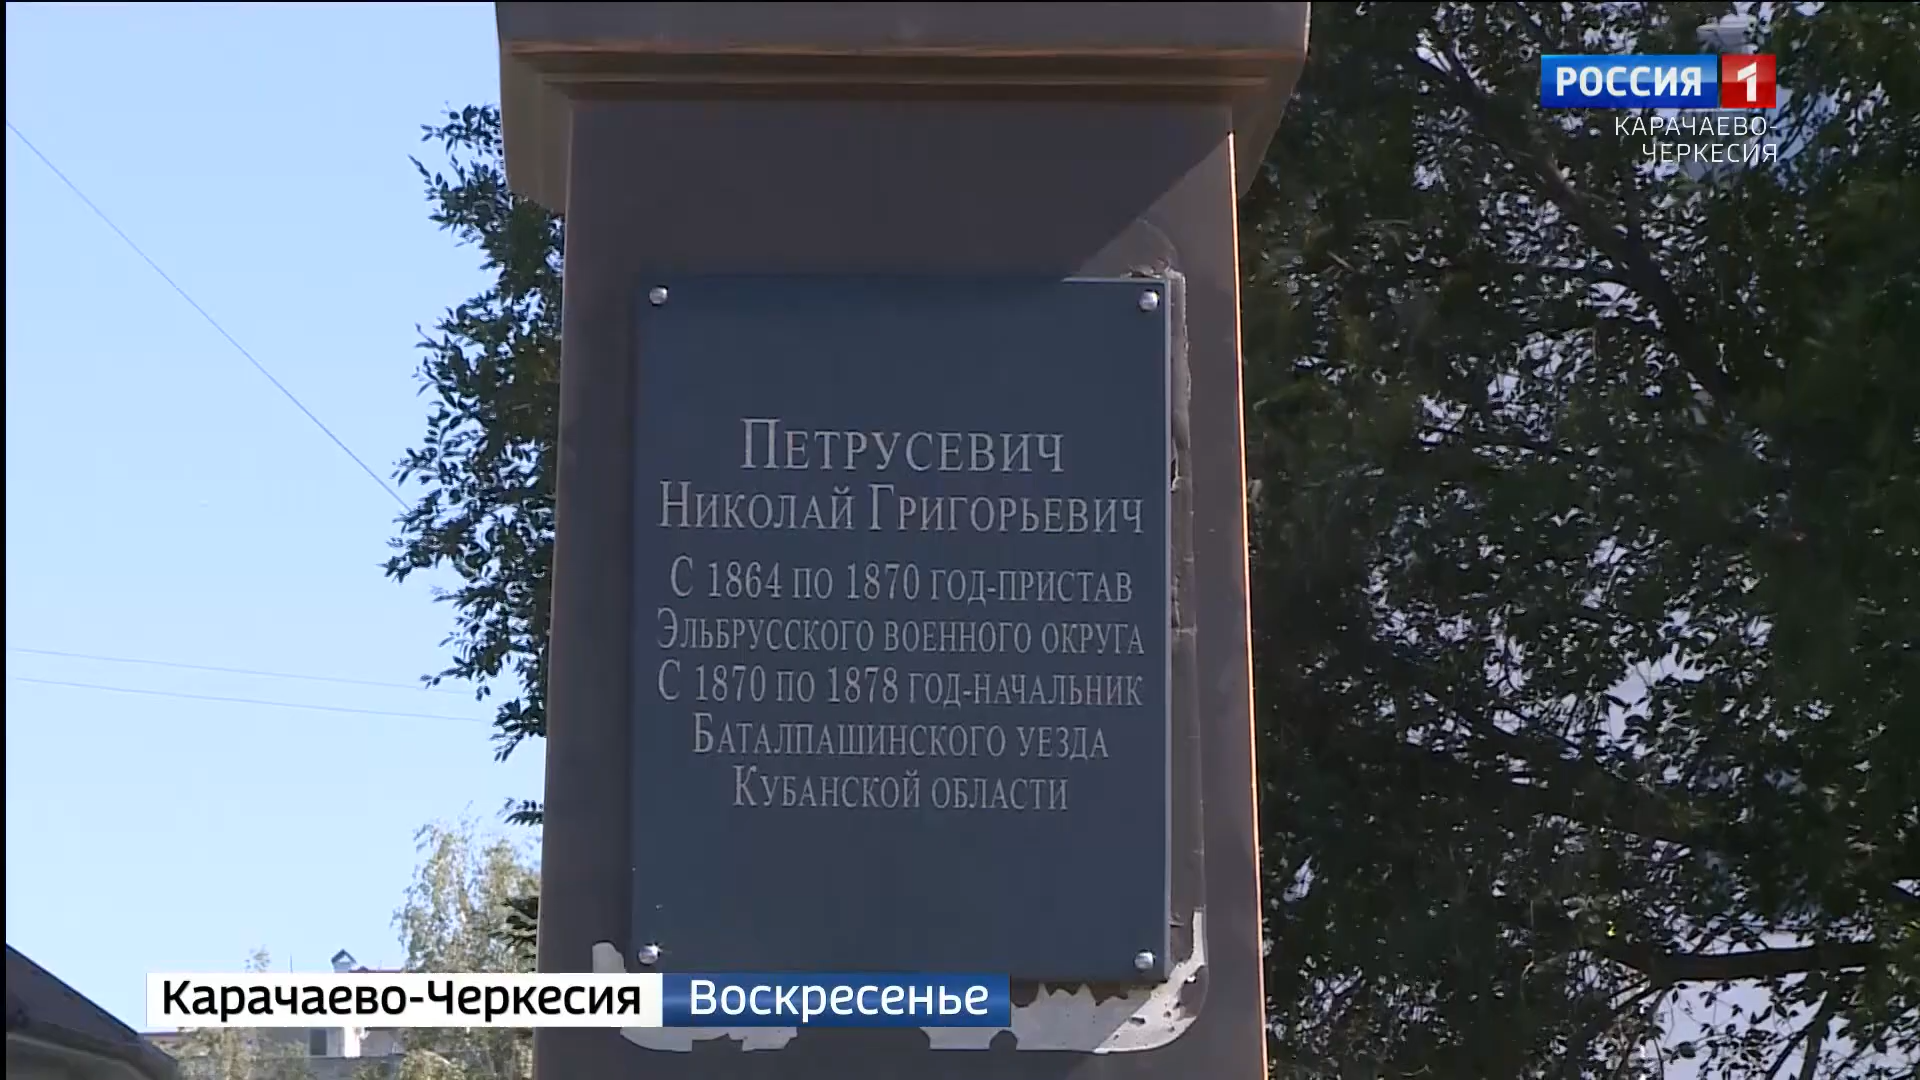 РОССИЯ 1
КАРАЧАЕВО-
ЧЕРКЕСИЯ
ПЕТРУСЕВИЧ
НИКОЛАЙ ГРИГОРЬЕВИЧ
С 1864 ПО 1870 ГОД-ПРИСТАВ
ЭЛЬБРУССКОГО ВОЕННОГО ОКРУГА
С 1870 ПО 1878 ГОД-НАЧАЛЬНИК
БАТАЛПАШИНСКОГО УЕЗДА
КУБАНСКОЙ ОБЛАСТИ
Карачаево-Черкесия Воскресенье